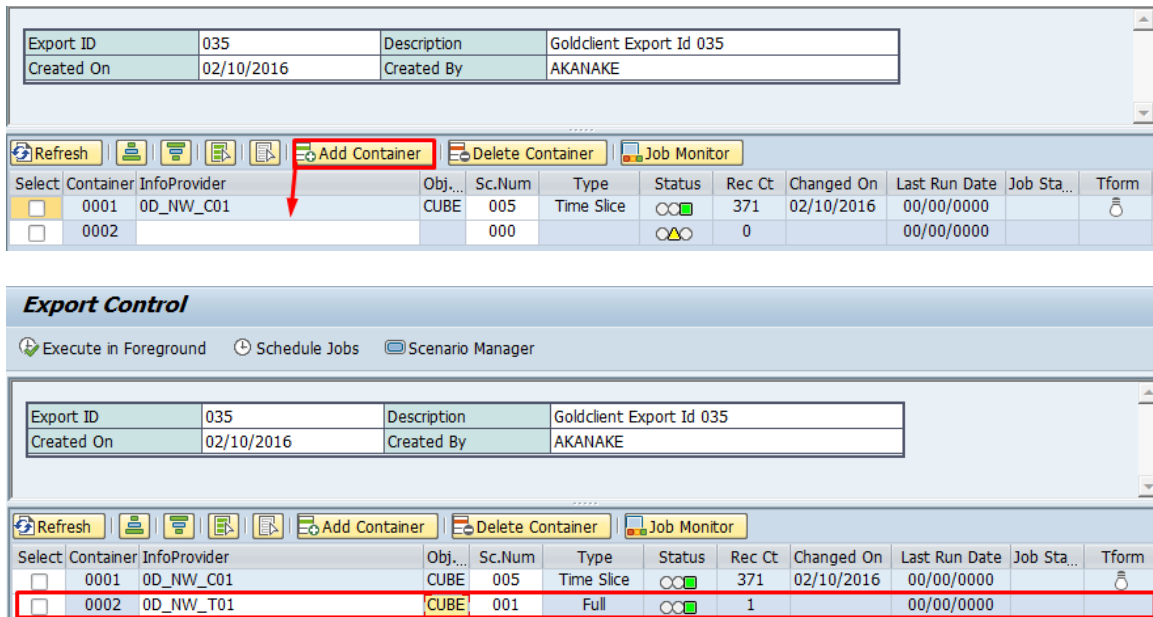 Export ID 035 Description Goldclient Export Id 035
Created On 02/10/2016 Created By AKANAKE
Refresh Add Container Delete Container Job Monitor
Select Container InfoProvider Obj.... Sc.Num Type Status Rec Ct Changed On Last Run Date Job Sta... Tform
0001 0D_NW_C01 CUBE 005 Time Slice 371 02/10/2016 00/00/0000
0002 000 0 00/00/0000
Export Control
Execute in Foreground Schedule Jobs Scenario Manager
Export ID 035 Description Goldclient Export Id 035
Created On 02/10/2016 Created By AKANAKE
Refresh Add Container Delete Container Job Monitor
Select Container InfoProvider Obj.... Sc.Num Type Status Rec Ct Changed On Last Run Date Job Sta... Tform
0001 0D_NW_C01 CUBE 005 Time Slice 371 02/10/2016 00/00/0000
0002 0D_NW_T01 CUBE 001 Full 1 00/00/0000